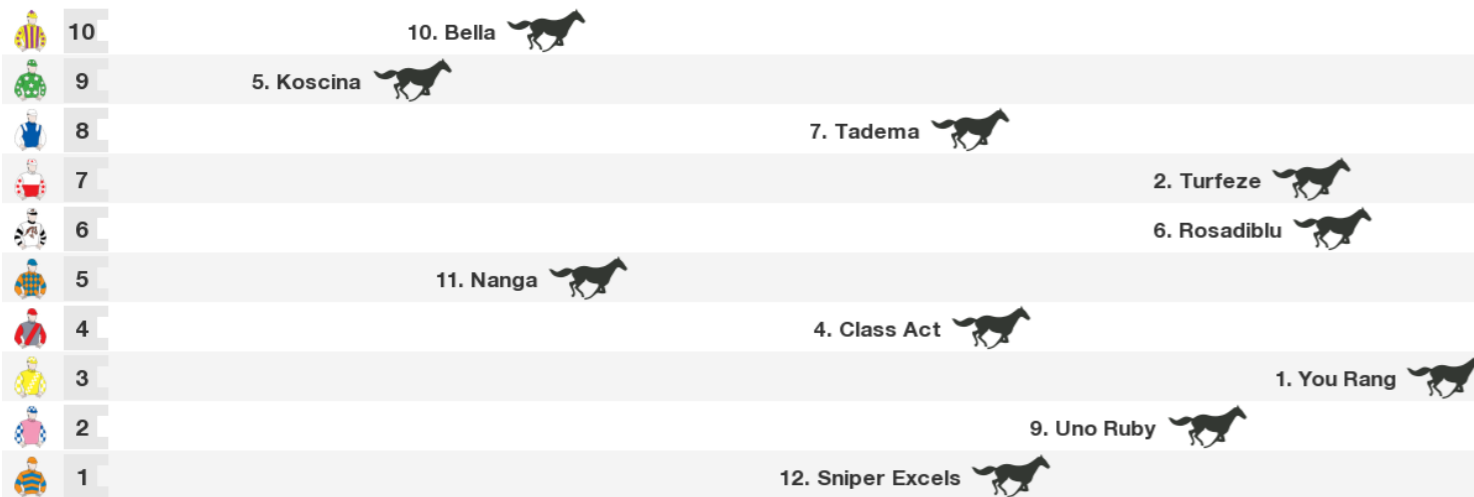 10 10. Bella
9 5. Koscina
8 7. Tadema
7 2. Turfeze
6 6. Rosadiblu
5 11. Nanga
4 4. Class Act
3 1. You Rang
2 9. Uno Ruby
1 12. Sniper Excels